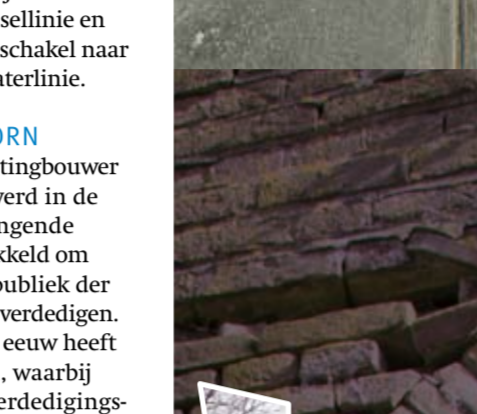 sellinie en
schakel naar
aterlinie.
ORN
tingbouwer
verd in de
ngende
kkeld om
publiek der
verdedigen.
eeuw heeft
, waarbij
erdedigings-